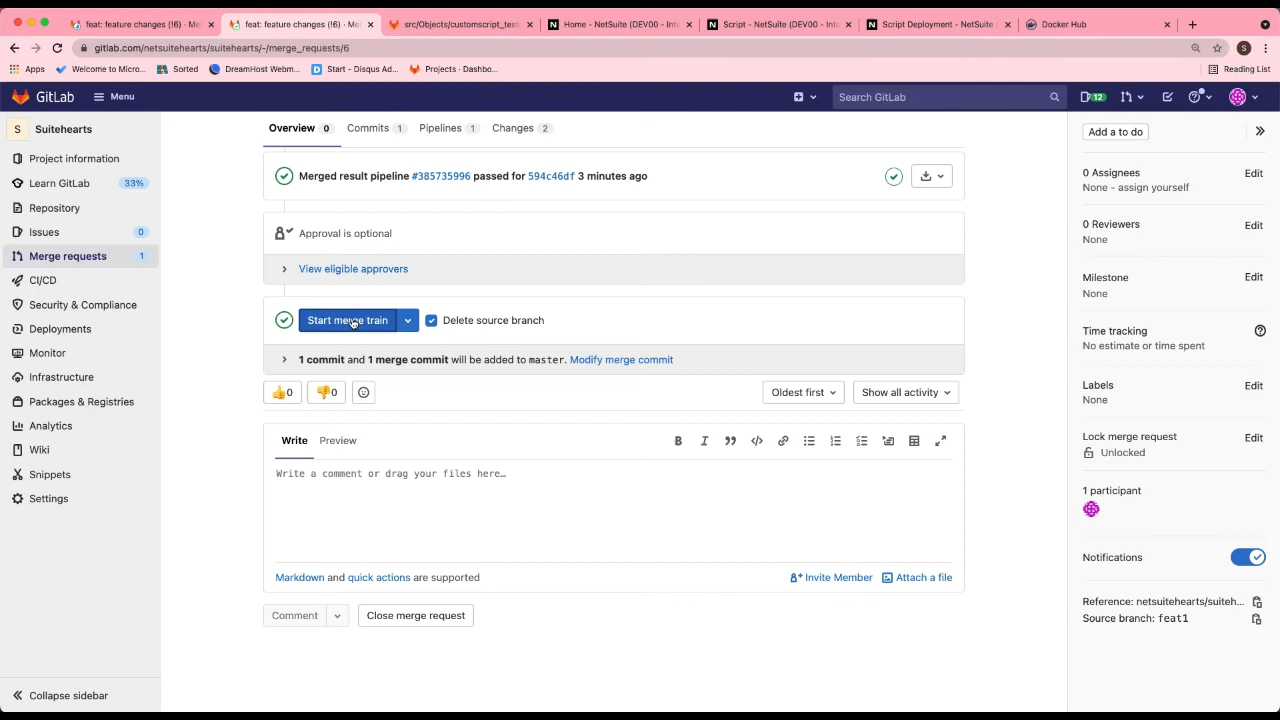 feat: feature changes (!6) · Me
feat: feature changes (!6) · Me
src/Objects/customscript_test
Home - NetSuite (DEV00 - Inte
Script - NetSuite (DEV00 - Inte
Script Deployment - NetSuite
Docker Hub
gitlab.com/netsuitehearts/suitehearts/-/merge_requests/6
S
Apps
Welcome to Micro...
Sorted
DreamHost Webm...
Start - Disqus Ad...
Projects · Dashbo...
Reading List
GitLab
Menu
Search GitLab
12
S
Suitehearts
Project information
Learn GitLab 33%
Repository
Issues 0
Merge requests 1
CI/CD
Security & Compliance
Deployments
Monitor
Infrastructure
Packages & Registries
Analytics
Wiki
Snippets
Settings
Collapse sidebar
Overview 0 Commits 1 Pipelines 1 Changes 2
Merged result pipeline #385735996 passed for 594c46df 3 minutes ago
Approval is optional
View eligible approvers
Start merge train
Delete source branch
1 commit and 1 merge commit will be added to master. Modify merge commit
0 0
Oldest first
Show all activity
Write Preview
B I
Write a comment or drag your files here…
Markdown and quick actions are supported
Invite Member
Attach a file
Comment
Close merge request
Add a to do
0 Assignees Edit
None - assign yourself
0 Reviewers Edit
None
Milestone Edit
None
Time tracking
No estimate or time spent
Labels Edit
None
Lock merge request Edit
Unlocked
1 participant
Notifications
Reference: netsuitehearts/suiteh...
Source branch: feat1